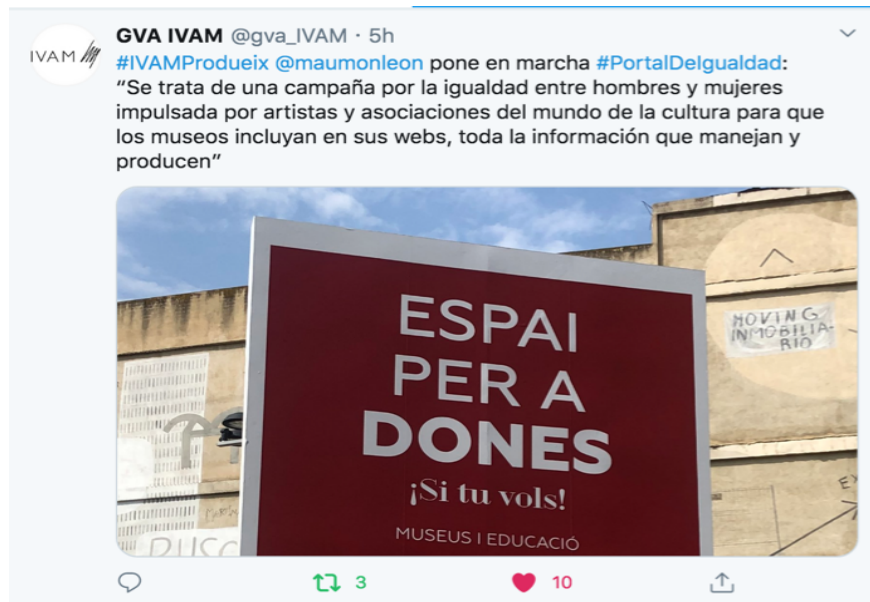 GVA IVAM @gva_IVAM · 5h
IVAM
#IVAMProdueix @maumonleon pone en marcha #PortalDeIgualdad:
“Se trata de una campaña por la igualdad entre hombres y mujeres
impulsada por artistas y asociaciones del mundo de la cultura para que
los museos incluyan en sus webs, toda la información que manejan y
producen”
ESPAI
PER A
DONES
¡Si tu vols!
MUSEUS I EDUCACIÓ
MOVING
INMOBILIA-
RIO
3
10